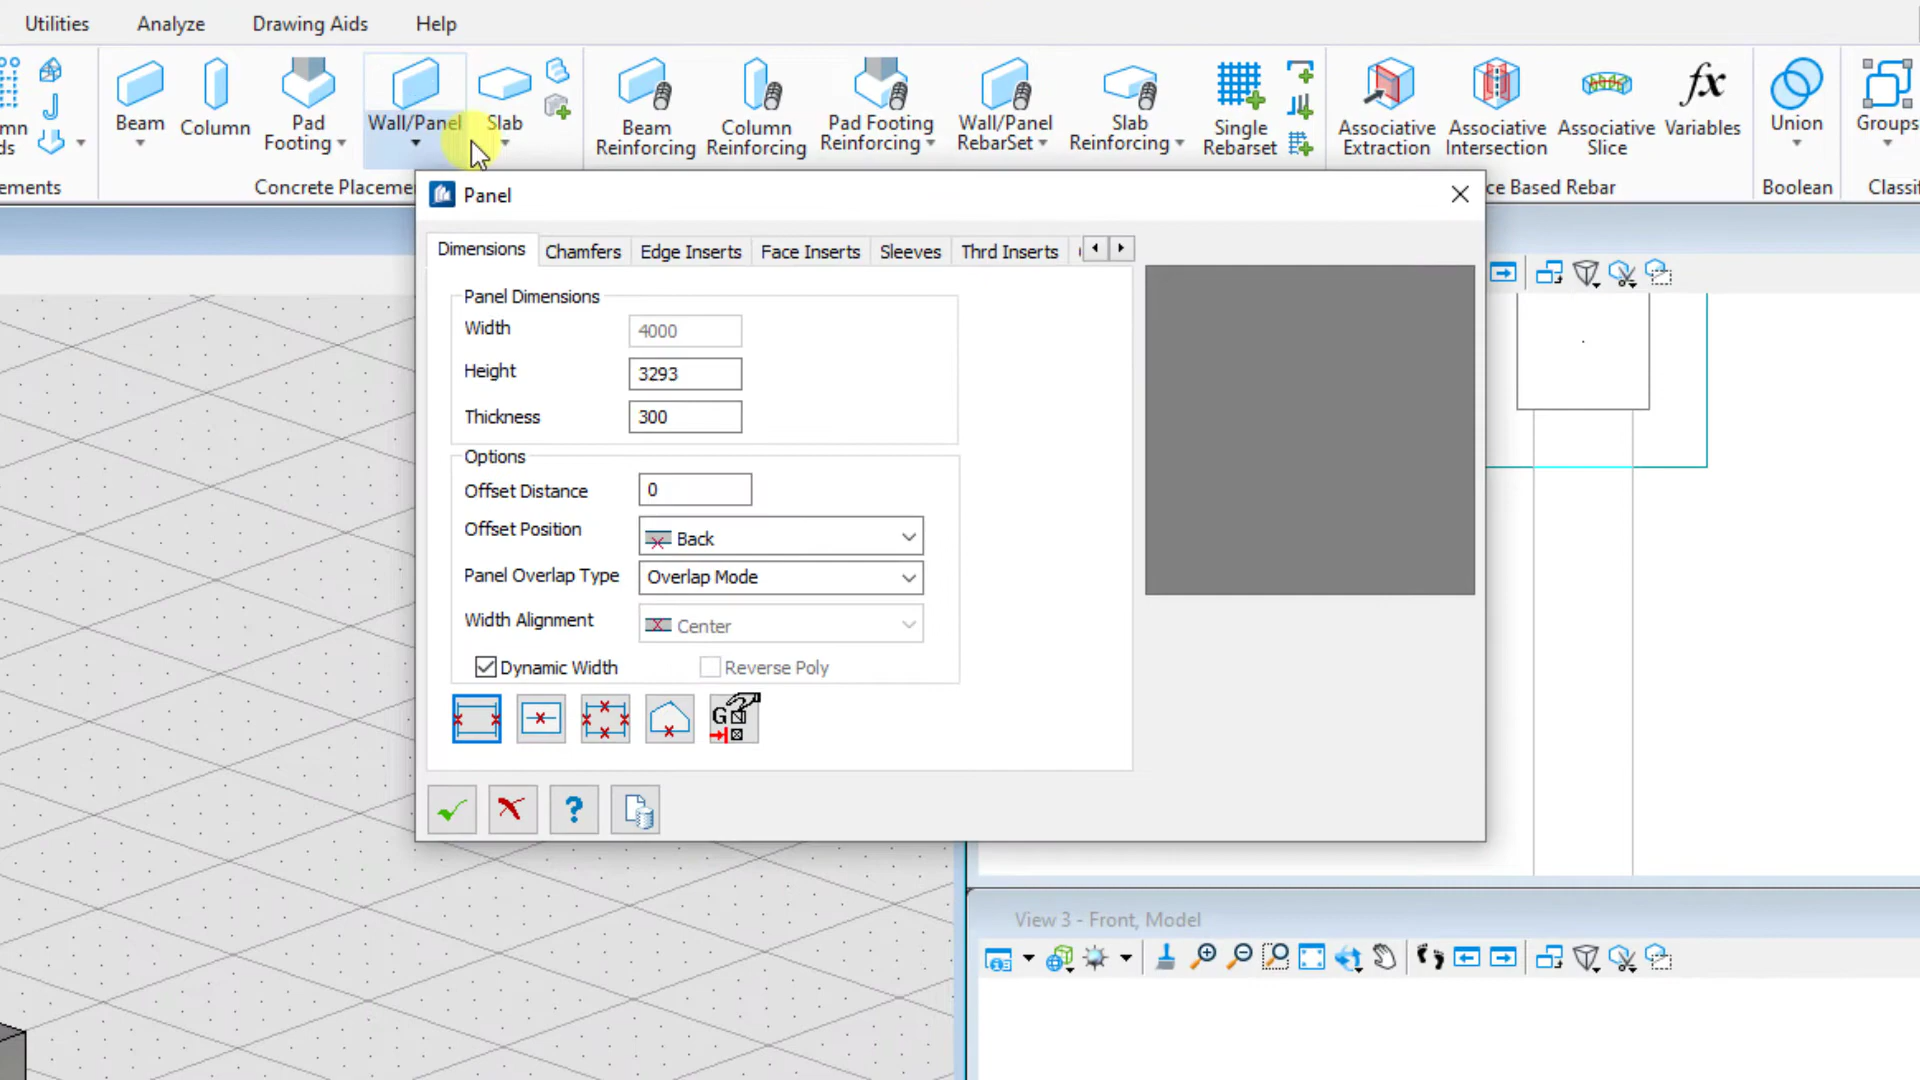 Utilities Analyze Drawing Aids Help
Beam
Column
Pad
Footing
Wall/Panel
Slab
Beam
Reinforcing
Column
Reinforcing
Pad Footing
Reinforcing
Wall/Panel
RebarSet
Slab
Reinforcing
Single
Rebarset
Associative
Extraction
Associative
Intersection
Associative
Slice
fx
Variables
Union
Groups
ements
Concrete Placeme
ce Based Rebar
Boolean
Classi
Panel
Dimensions Chamfers Edge Inserts Face Inserts Sleeves Thrd Inserts
Panel Dimensions
Width 4000
Height 3293
Thickness 300
Options
Offset Distance 0
Offset Position Back
Panel Overlap Type Overlap Mode
Width Alignment Center
Dynamic Width Reverse Poly
G
?
View 3 - Front, Model